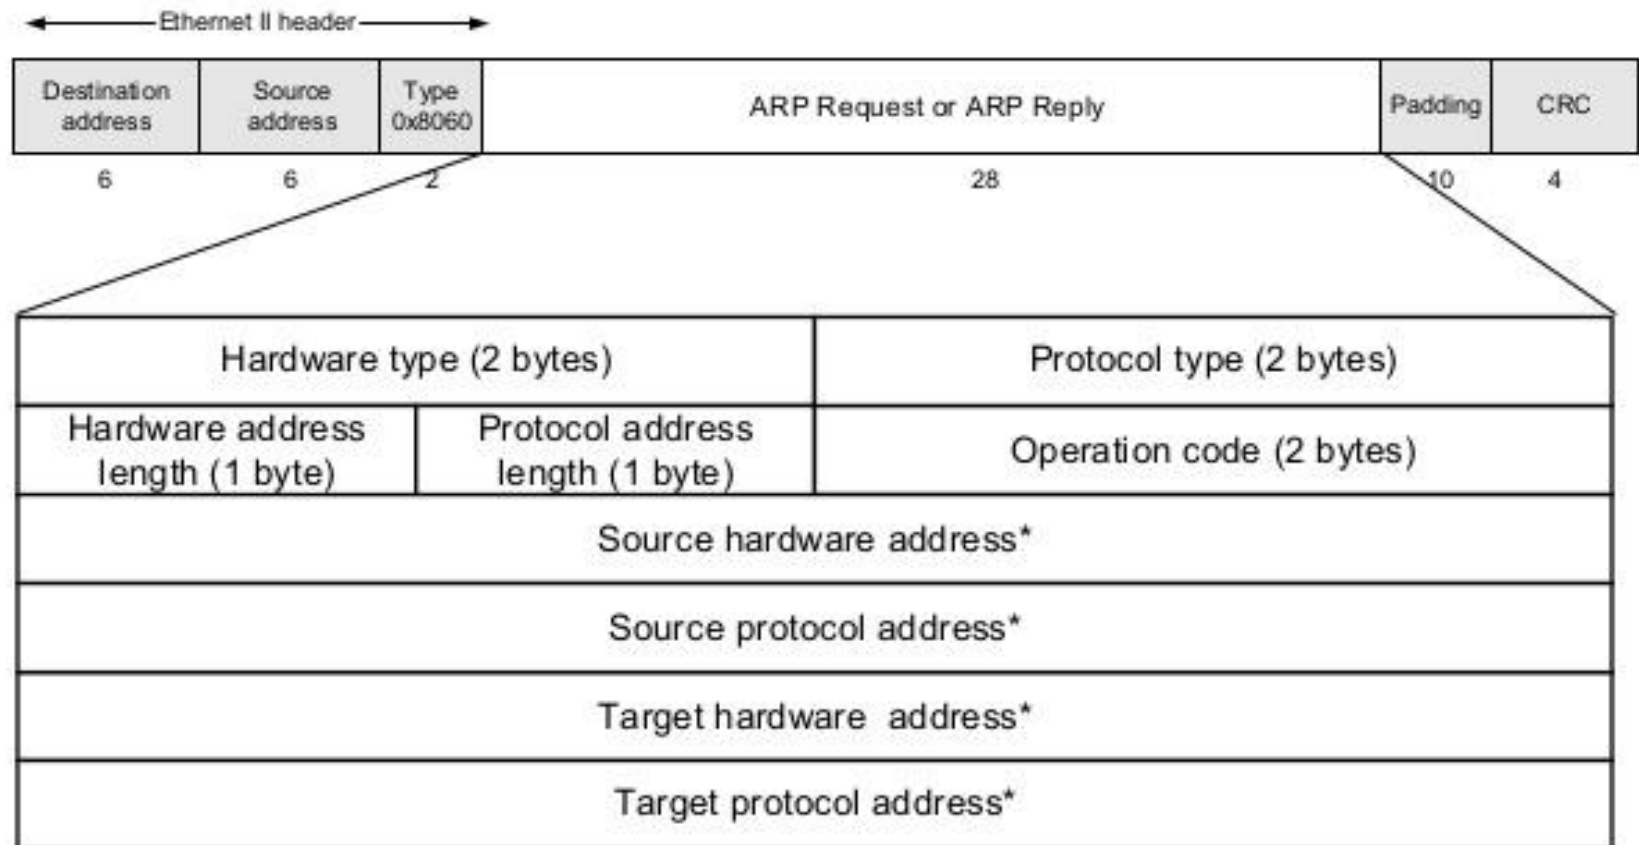 Ethernet II header
Destination address
Source address
Type 0x8060
ARP Request or ARP Reply
Padding
CRC
6
6
2
28
10
4
Hardware type (2 bytes)
Protocol type (2 bytes)
Hardware address
length (1 byte)
Protocol address
length (1 byte)
Operation code (2 bytes)
Source hardware address*
Source protocol address*
Target hardware address*
Target protocol address*